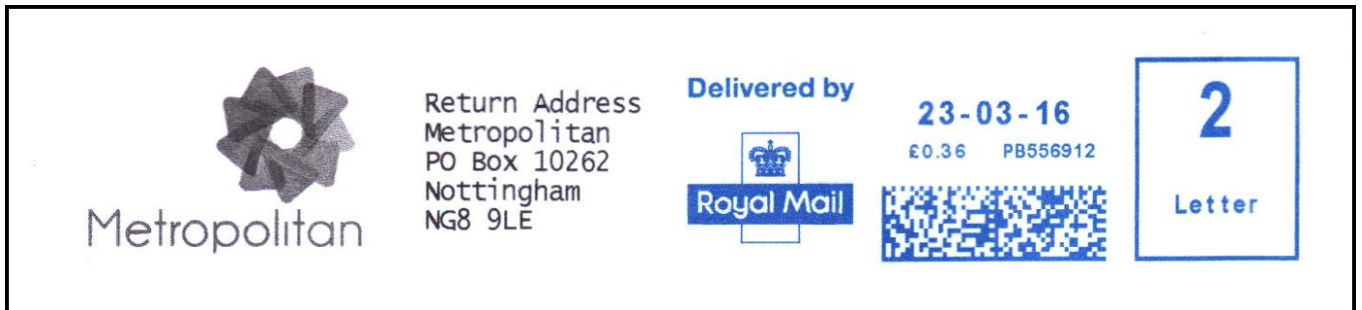 Metropolitan
Return Address
Metropolitan
PO Box 10262
Nottingham
NG8 9LE
Delivered by
Royal Mail
23-03-16
£0.36 PB556912
2
Letter